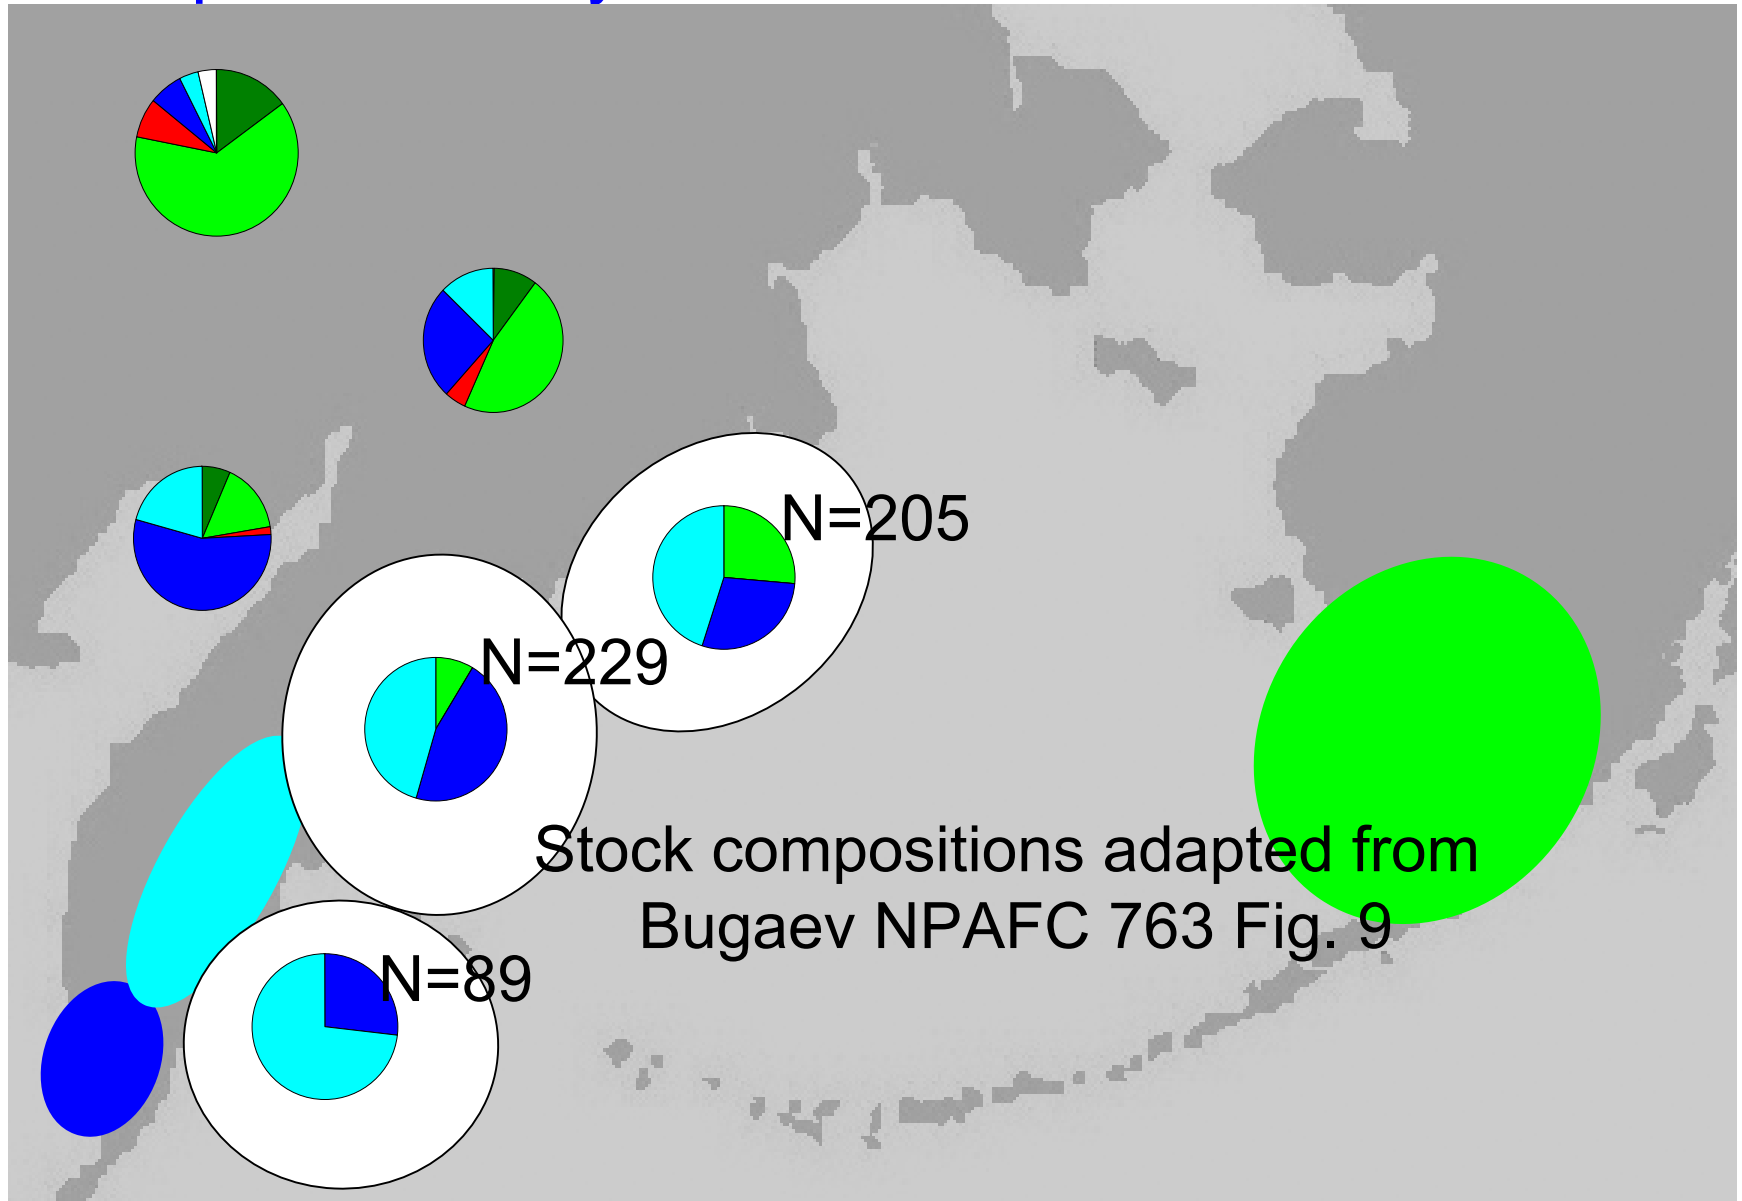 N=205
N=229
Stock compositions adapted from
Bugaev NPAFC 763 Fig. 9
N=89